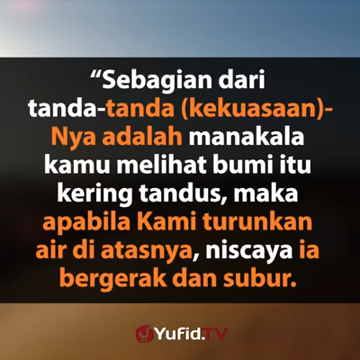 “Sebagian dari
tanda-tanda (kekuasaan)-
Nya adalah manakala
kamu melihat bumi itu
kering tandus, maka
apabila Kami turunkan
air di atasnya, niscaya ia
bergerak dan subur.
Yufid.TV